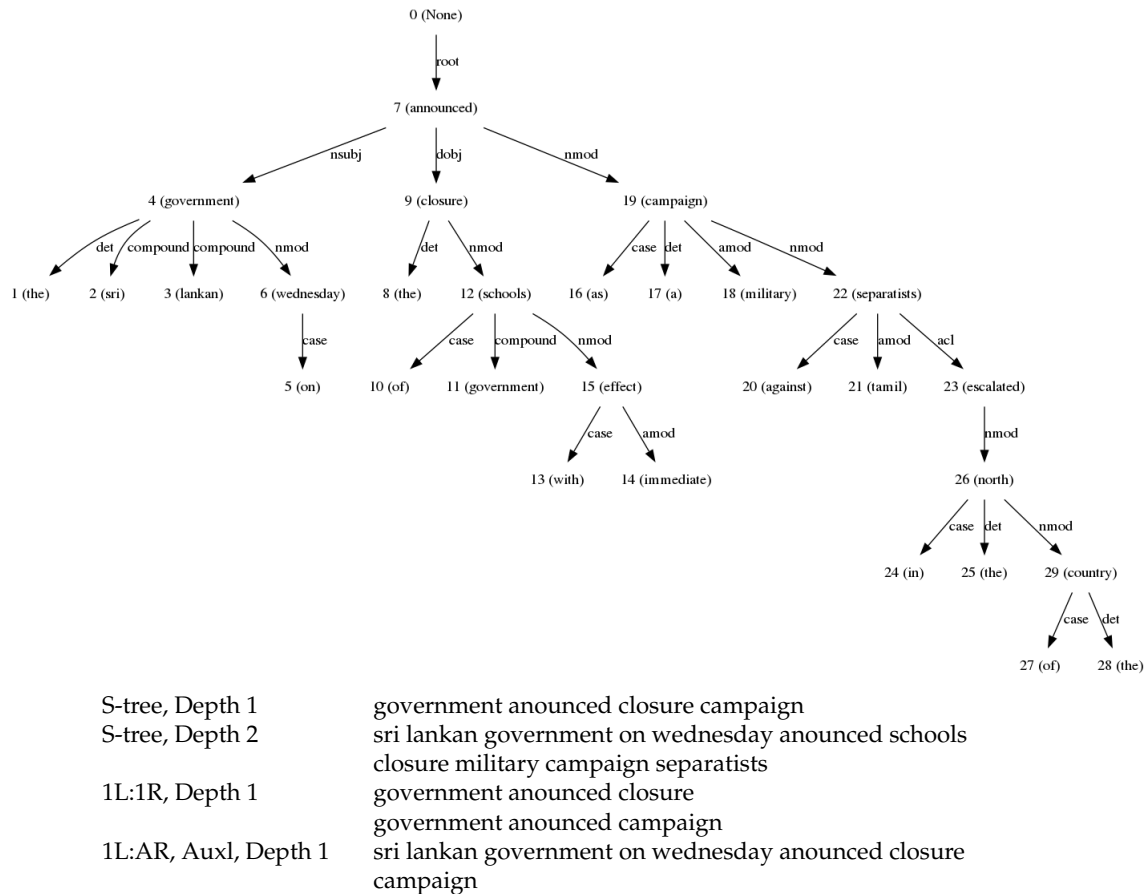 0 (None)
root
7 (announced)
nsubj dobj nmod
4 (government) 9 (closure) 19 (campaign)
det compound compound nmod det nmod case det amod nmod
1 (the) 2 (sri) 3 (lankan) 6 (wednesday) 8 (the) 12 (schools) 16 (as) 17 (a) 18 (military) 22 (separatists)
case case compound nmod case amod acl
5 (on) 10 (of) 11 (government) 15 (effect) 20 (against) 21 (tamil) 23 (escalated)
case amod nmod
13 (with) 14 (immediate) 26 (north)
case det nmod
24 (in) 25 (the) 29 (country)
case det
27 (of) 28 (the)
S-tree, Depth 1 government anounced closure campaign
S-tree, Depth 2 sri lankan government on wednesday anounced schools
closure military campaign separatists
1L:1R, Depth 1 government anounced closure
government anounced campaign
1L:AR, Auxl, Depth 1 sri lankan government on wednesday anounced closure
campaign